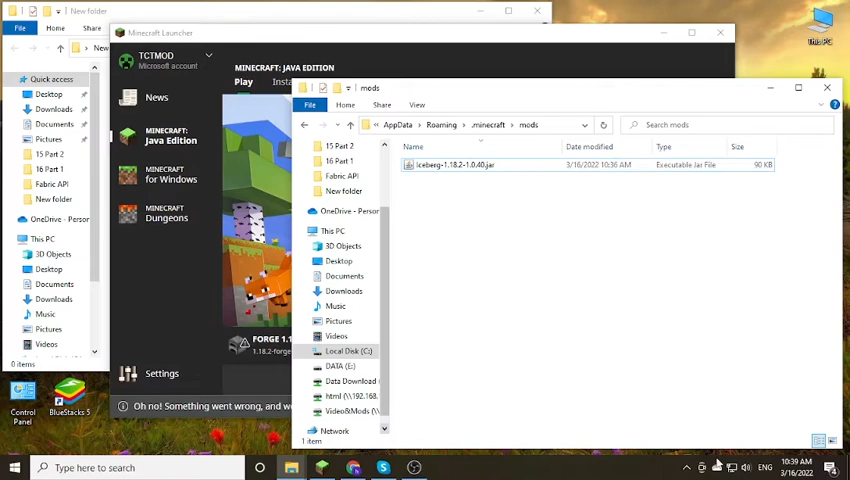 New folder
File
Home
Share
New
Quick access
Desktop
Downloads
Documents
Pictures
15 Part 2
16 Part 1
Fabric API
New folder
OneDrive - Person
This PC
3D Objects
Desktop
Documents
Downloads
Music
Pictures
Videos
0 items
Minecraft Launcher
TCTMOD
Microsoft account
News
MINECRAFT:
Java Edition
MINECRAFT
for Windows
MINECRAFT
Dungeons
Settings
MINECRAFT: JAVA EDITION
Play
FORGE 1.1
1.18.2-forge
Oh no! Something went wrong, and we
mods
File
Home
Share
View
AppData
Roaming
.minecraft
mods
Search mods
15 Part 2
16 Part 1
Fabric API
New folder
OneDrive - Person
This PC
3D Objects
Desktop
Documents
Downloads
Music
Pictures
Videos
Local Disk (C:)
DATA (E:)
Data Download
html (\\192.168.
Video&Mods (\\
Network
1 item
Name
Date modified
Type
Size
Iceberg-1.18.2-1.0.40.jar
3/16/2022 10:36 AM
Executable Jar File
90 KB
This PC
Control
Panel
BlueStacks 5
Type here to search
ENG
10:39 AM
3/16/2022
4